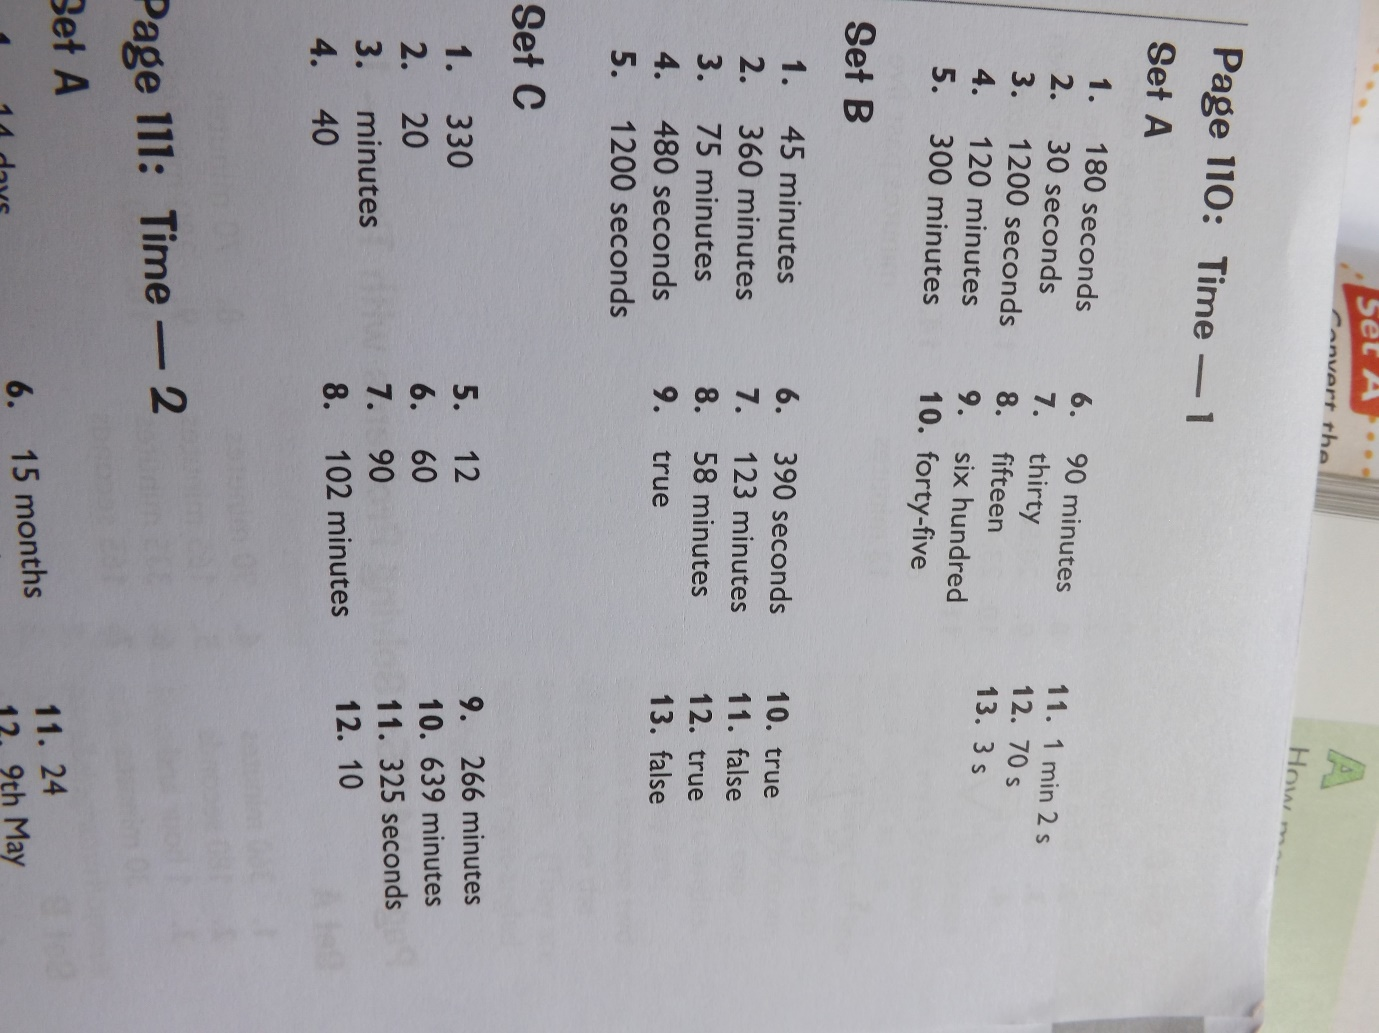 Page 110: Time — 1
Set A
1. 180 seconds
2. 30 seconds
3. 1200 seconds
4. 120 minutes
5. 300 minutes
6. 90 minutes
7. thirty
8. fifteen
9. six hundred
10. forty-five
11. 1 min 2 s
12. 70 s
13. 3 s
Set B
1. 45 minutes
2. 360 minutes
3. 75 minutes
4. 480 seconds
5. 1200 seconds
6. 390 seconds
7. 123 minutes
8. 58 minutes
9. true
10. true
11. false
12. true
13. false
Set C
1. 330
2. 20
3. minutes
4. 40
5. 12
6. 60
7. 90
8. 102 minutes
9. 266 minutes
10. 639 minutes
11. 325 seconds
12. 10
Page 111: Time — 2
Set A
14 days
6. 15 months
11. 24
12. 9th May
Set A
Convert the
A
How